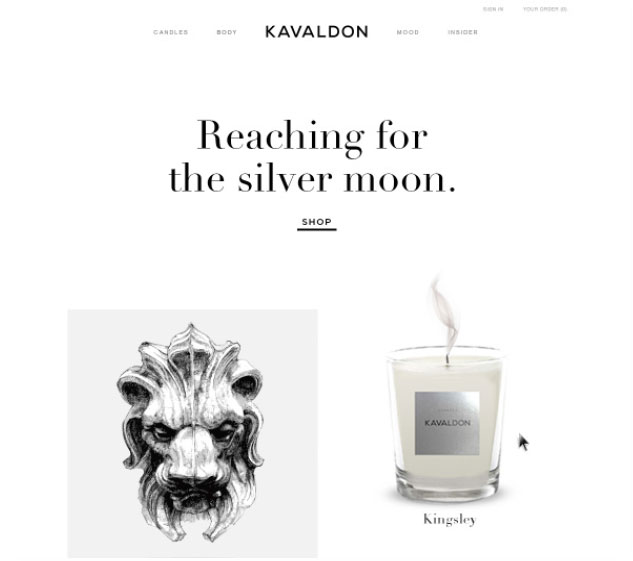 SIGN IN YOUR ORDER (0)
CANDLES BODY KAVALDON MOOD INSIDER
Reaching for
the silver moon.
SHOP
KAVALDON
Kingsley